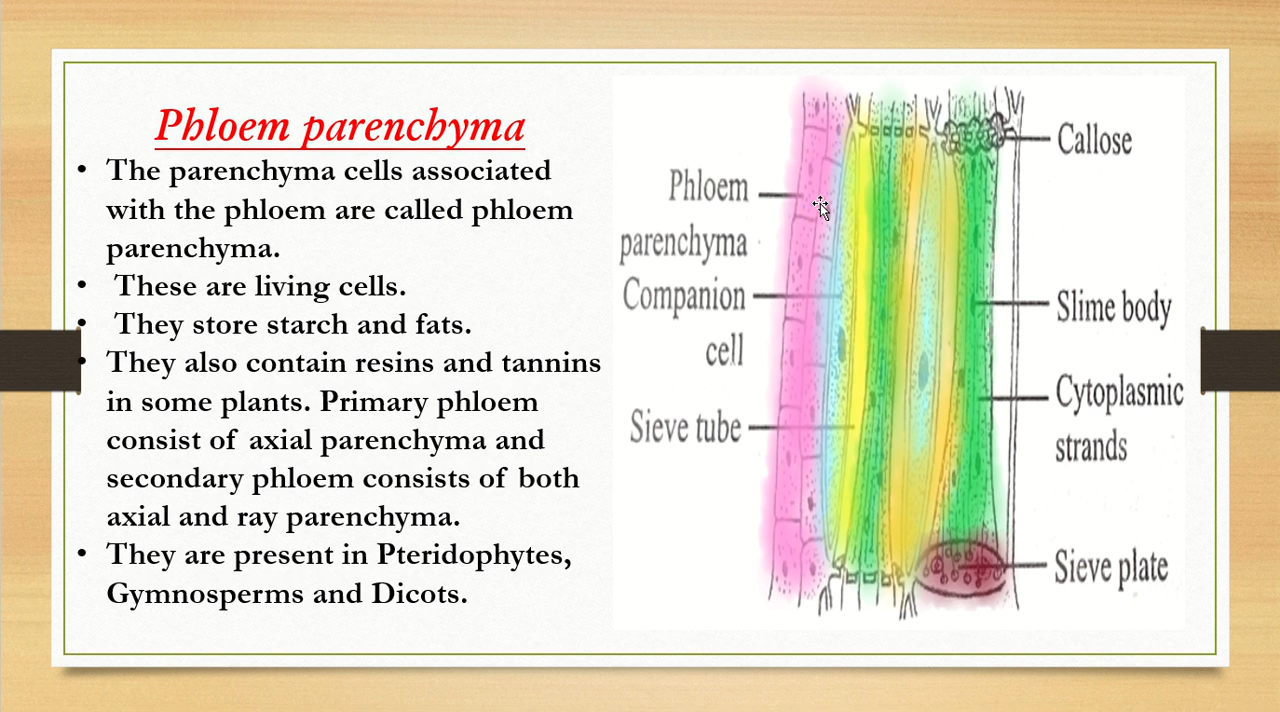 Phloem parenchyma
• The parenchyma cells associated
with the phloem are called phloem
parenchyma.
• These are living cells.
• They store starch and fats.
• They also contain resins and tannins
in some plants. Primary phloem
consist of axial parenchyma and
secondary phloem consists of both
axial and ray parenchyma.
• They are present in Pteridophytes,
Gymnosperms and Dicots.
Phloem
parenchyma
Companion
cell
Sieve tube
Callose
Slime body
Cytoplasmic
strands
Sieve plate